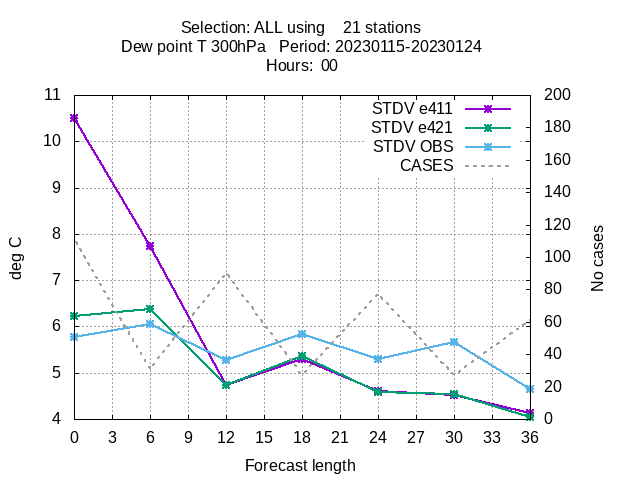 Selection: ALL using    21 stations
Dew point T 300hPa   Period: 20230115-20230124
Hours:  00
11
10
9
8
7
6
5
4
200
180
160
140
120
100
80
60
40
20
0
deg C
No cases
STDV e411
STDV e421
STDV OBS
CASES
0 3 6 9 12 15 18 21 24 27 30 33 36
Forecast length